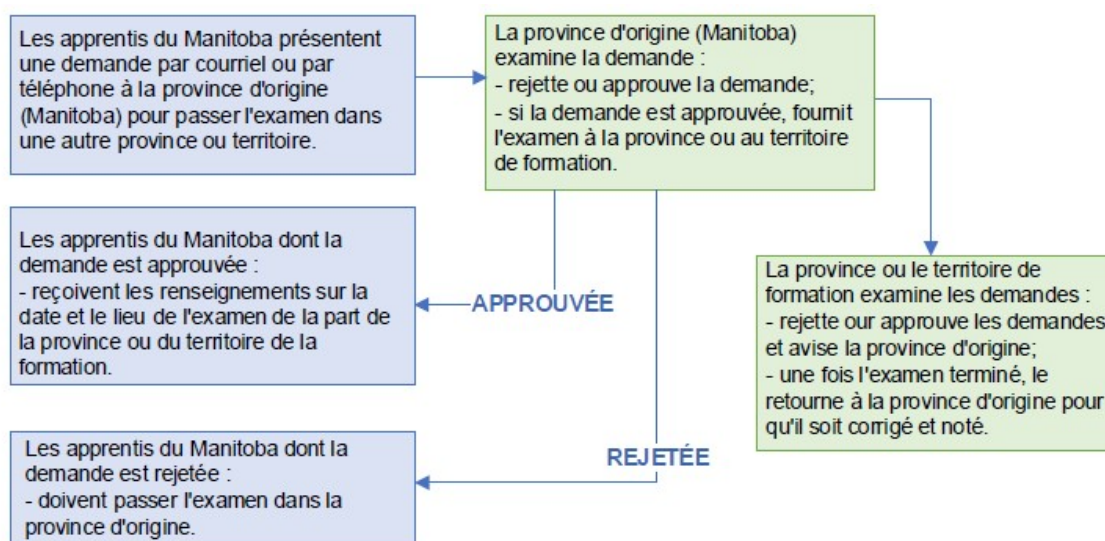 Les apprentis du Manitoba présentent
une demande par courriel ou par
téléphone à la province d'origine
(Manitoba) pour passer l'examen dans
une autre province ou territoire.
La province d'origine (Manitoba)
examine la demande :
- rejette ou approuve la demande;
- si la demande est approuvée, fournit
l'examen à la province ou au territoire
de formation.
Les apprentis du Manitoba dont la
demande est approuvée :
- reçoivent les renseignements sur la
date et le lieu de l'examen de la part de
la province ou du territoire de la
formation.
APPROUVÉE
La province ou le territoire de
formation examine les demandes :
- rejette our approuve les demandes
et avise la province d'origine;
- une fois l'examen terminé, le
retourne à la province d'origine pour
qu'il soit corrigé et noté.
Les apprentis du Manitoba dont la
demande est rejetée :
- doivent passer l'examen dans la
province d'origine.
REJETÉE